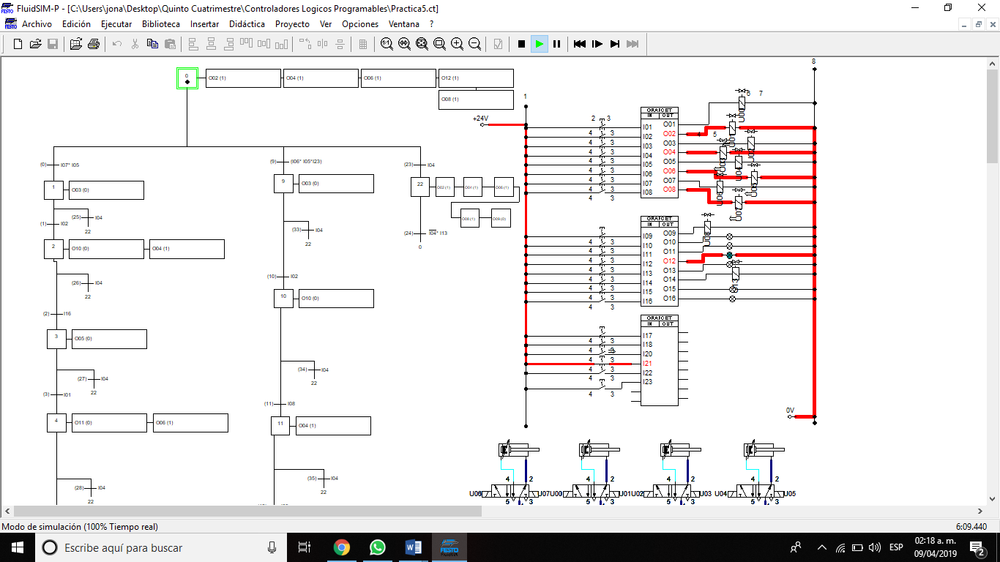 FluidSIM-P - [C:\Users\jona\Desktop\Quinto Cuatrimestre\Controladores Logicos Programables\Practica5.ct]
Archivo Edición Ejecutar Biblioteca Insertar Didáctica Proyecto Ver Opciones Ventana ?
0 O02 (1) O04 (1) O06 (1) O12 (1)
O08 (1)
(0) I07* I05
1 O03 (0)
(25) I04
22
(1) I02
2 O10 (0) O04 (1)
(26) I04
22
(2) I16
3 O05 (0)
(27) I04
22
(3) I01
4 O11 (0) O06 (1)
(28) I04
22
(9) (I06* I05*I23)
9 O03 (0)
(33) I04
22
(10) I02
10 O10 (0)
(34) I04
22
(11) I08
11 O04 (1)
(35) I04
22
(23) I04
22 O02 (1) O04 (1) O06 (1)
O08 (1) O09 (0)
(24) I04* I13
0
1
+24V
8
6 7
2 3
GRAFCET
IN OUT
I01 O01
4 3 I02 O02 4 5
4 3 I03 O03
4 3 I04 O04
4 3 I05 O05
4 3 I06 O06
4 3 I07 O07
4 3 I08 O08
4 3
GRAFCET
IN OUT
I09 O09
4 3 I10 O10
4 3 I11 O11
4 3 I12 O12
4 3 I13 O13
4 3 I14 O14
4 3 I15 O15
4 3 I16 O16
4 3
GRAFCET
IN OUT
I17
4 3 I18
4 3 I20
4 3 I21
4 3 I22
4 3 I23
4 3
0V
4 2 4 2 4 2 4 2
U06 U07 U00 U01 U02 U03 U04 U05
5 3 5 3 5 3 5 3
Modo de simulación (100% Tiempo real) 6:09.440
Escribe aquí para buscar
ESP
02:18 a. m.
09/04/2019
2